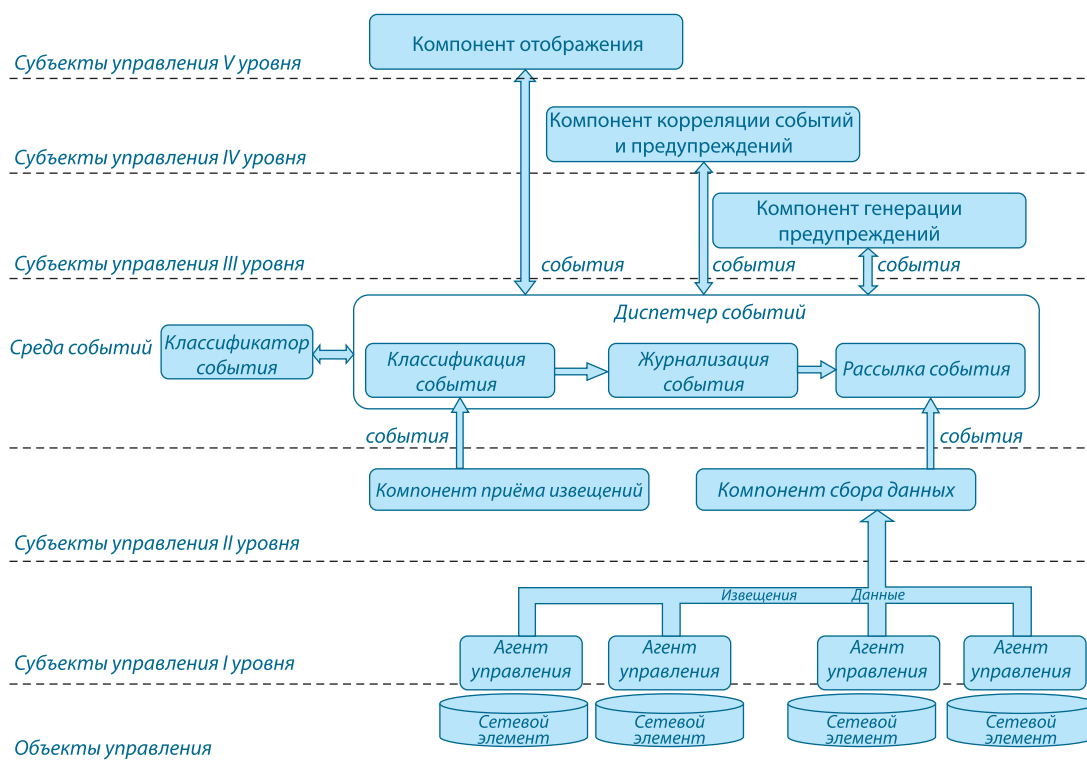 Компонент отображения
Субъекты управления V уровня
Компонент корреляции событий
и предупреждений
Субъекты управления IV уровня
Компонент генерации
предупреждений
Субъекты управления III уровня
события
события
события
Диспетчер событий
Среда событий
Классификатор
события
Классификация
события
Журнализация
события
Рассылка события
события
события
Компонент приёма извещений
Компонент сбора данных
Субъекты управления II уровня
Извещения
Данные
Агент
управления
Агент
управления
Агент
управления
Агент
управления
Субъекты управления I уровня
Сетевой
элемент
Сетевой
элемент
Сетевой
элемент
Сетевой
элемент
Объекты управления